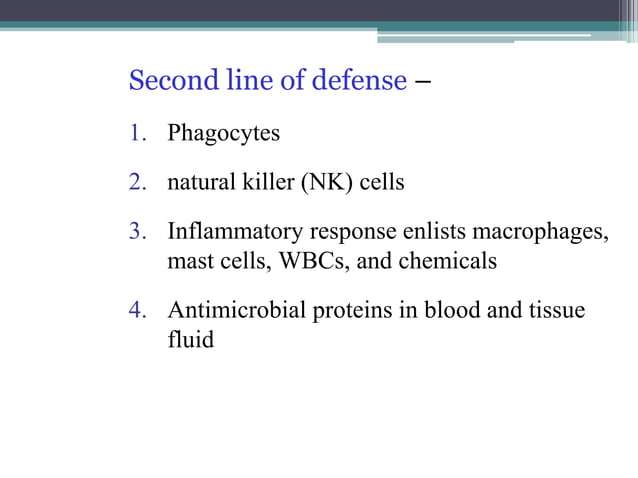 Second line of defense –
1. Phagocytes
2. natural killer (NK) cells
3. Inflammatory response enlists macrophages,
mast cells, WBCs, and chemicals
4. Antimicrobial proteins in blood and tissue
fluid